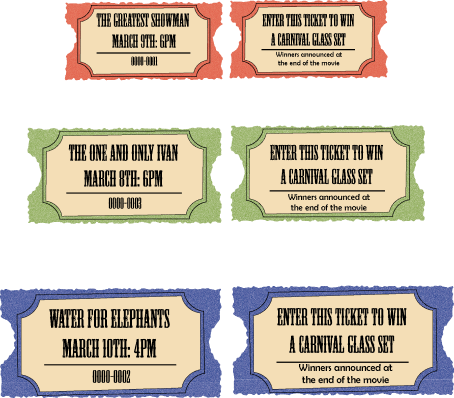 THE GREATEST SHOWMAN
MARCH 9TH: 6PM
0000-0001
ENTER THIS TICKET TO WIN
A CARNIVAL GLASS SET
Winners announced at
the end of the movie
THE ONE AND ONLY IVAN
MARCH 8TH: 6PM
0000-0003
ENTER THIS TICKET TO WIN
A CARNIVAL GLASS SET
Winners announced at
the end of the movie
WATER FOR ELEPHANTS
MARCH 10TH: 4PM
0000-0002
ENTER THIS TICKET TO WIN
A CARNIVAL GLASS SET
Winners announced at
the end of the movie